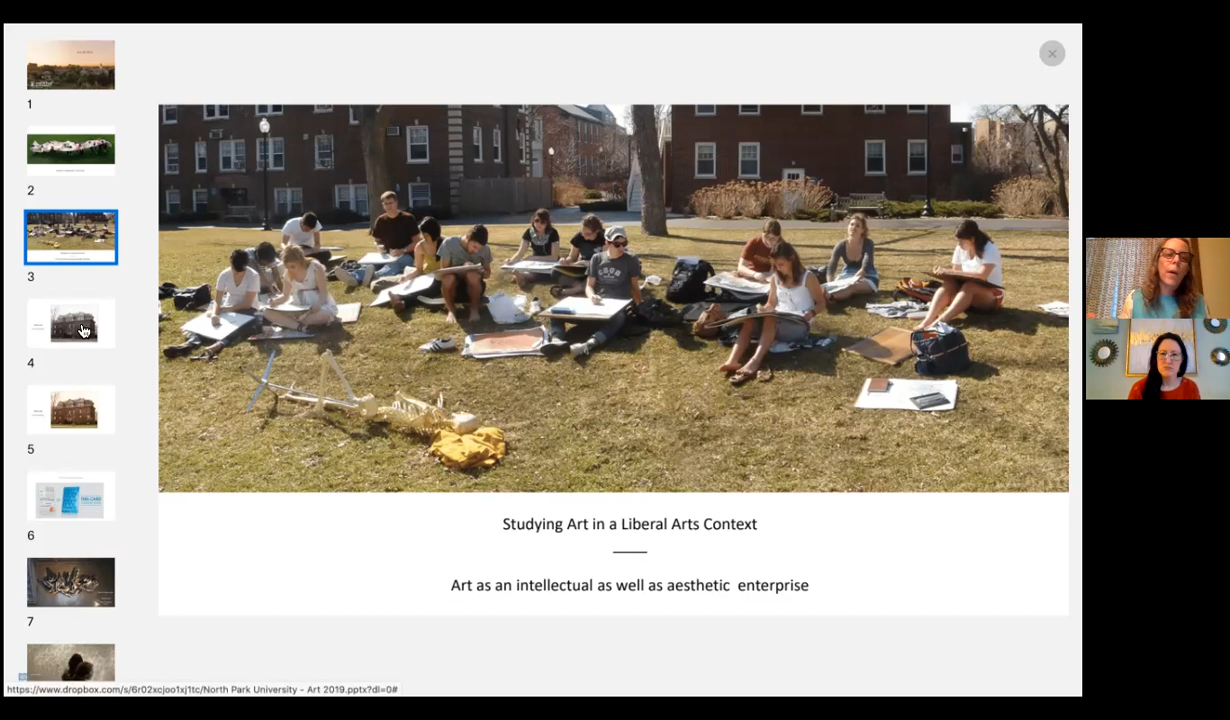 1
2
3
4
5
6
7
Studying Art in a Liberal Arts Context
Art as an intellectual as well as aesthetic enterprise
https://www.dropbox.com/s/6r02xcjoo1xj1tc/North Park University - Art 2019.pptx?dl=0#